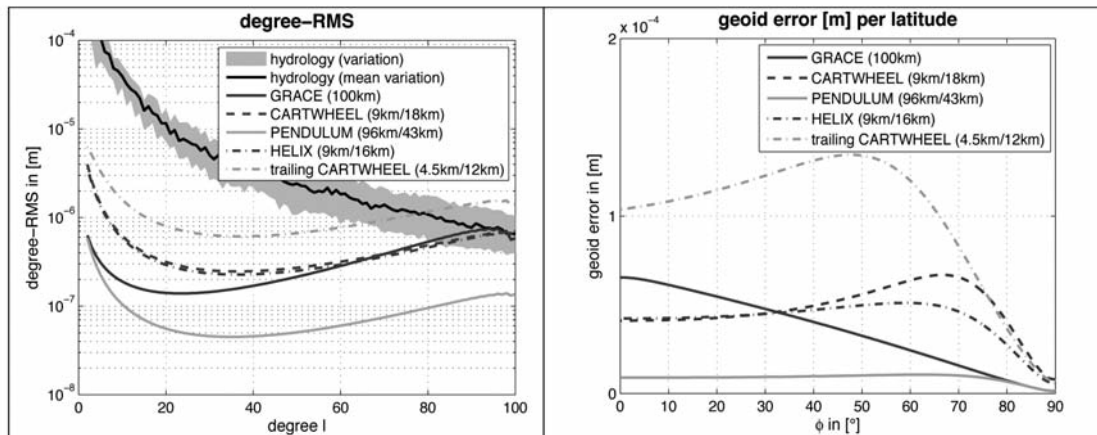 degree-RMS
10⁻⁴
10⁻⁵
10⁻⁶
10⁻⁷
10⁻⁸
degree-RMS in [m]
hydrology (variation)
hydrology (mean variation)
GRACE (100km)
CARTWHEEL (9km/18km)
PENDULUM (96km/43km)
HELIX (9km/16km)
trailing CARTWHEEL (4.5km/12km)
0 20 40 60 80 100
degree l
geoid error [m] per latitude
x 10⁻⁴
2
1
0
geoid error in [m]
GRACE (100km)
CARTWHEEL (9km/18km)
PENDULUM (96km/43km)
HELIX (9km/16km)
trailing CARTWHEEL (4.5km/12km)
0 10 20 30 40 50 60 70 80 90
ϕ in [°]